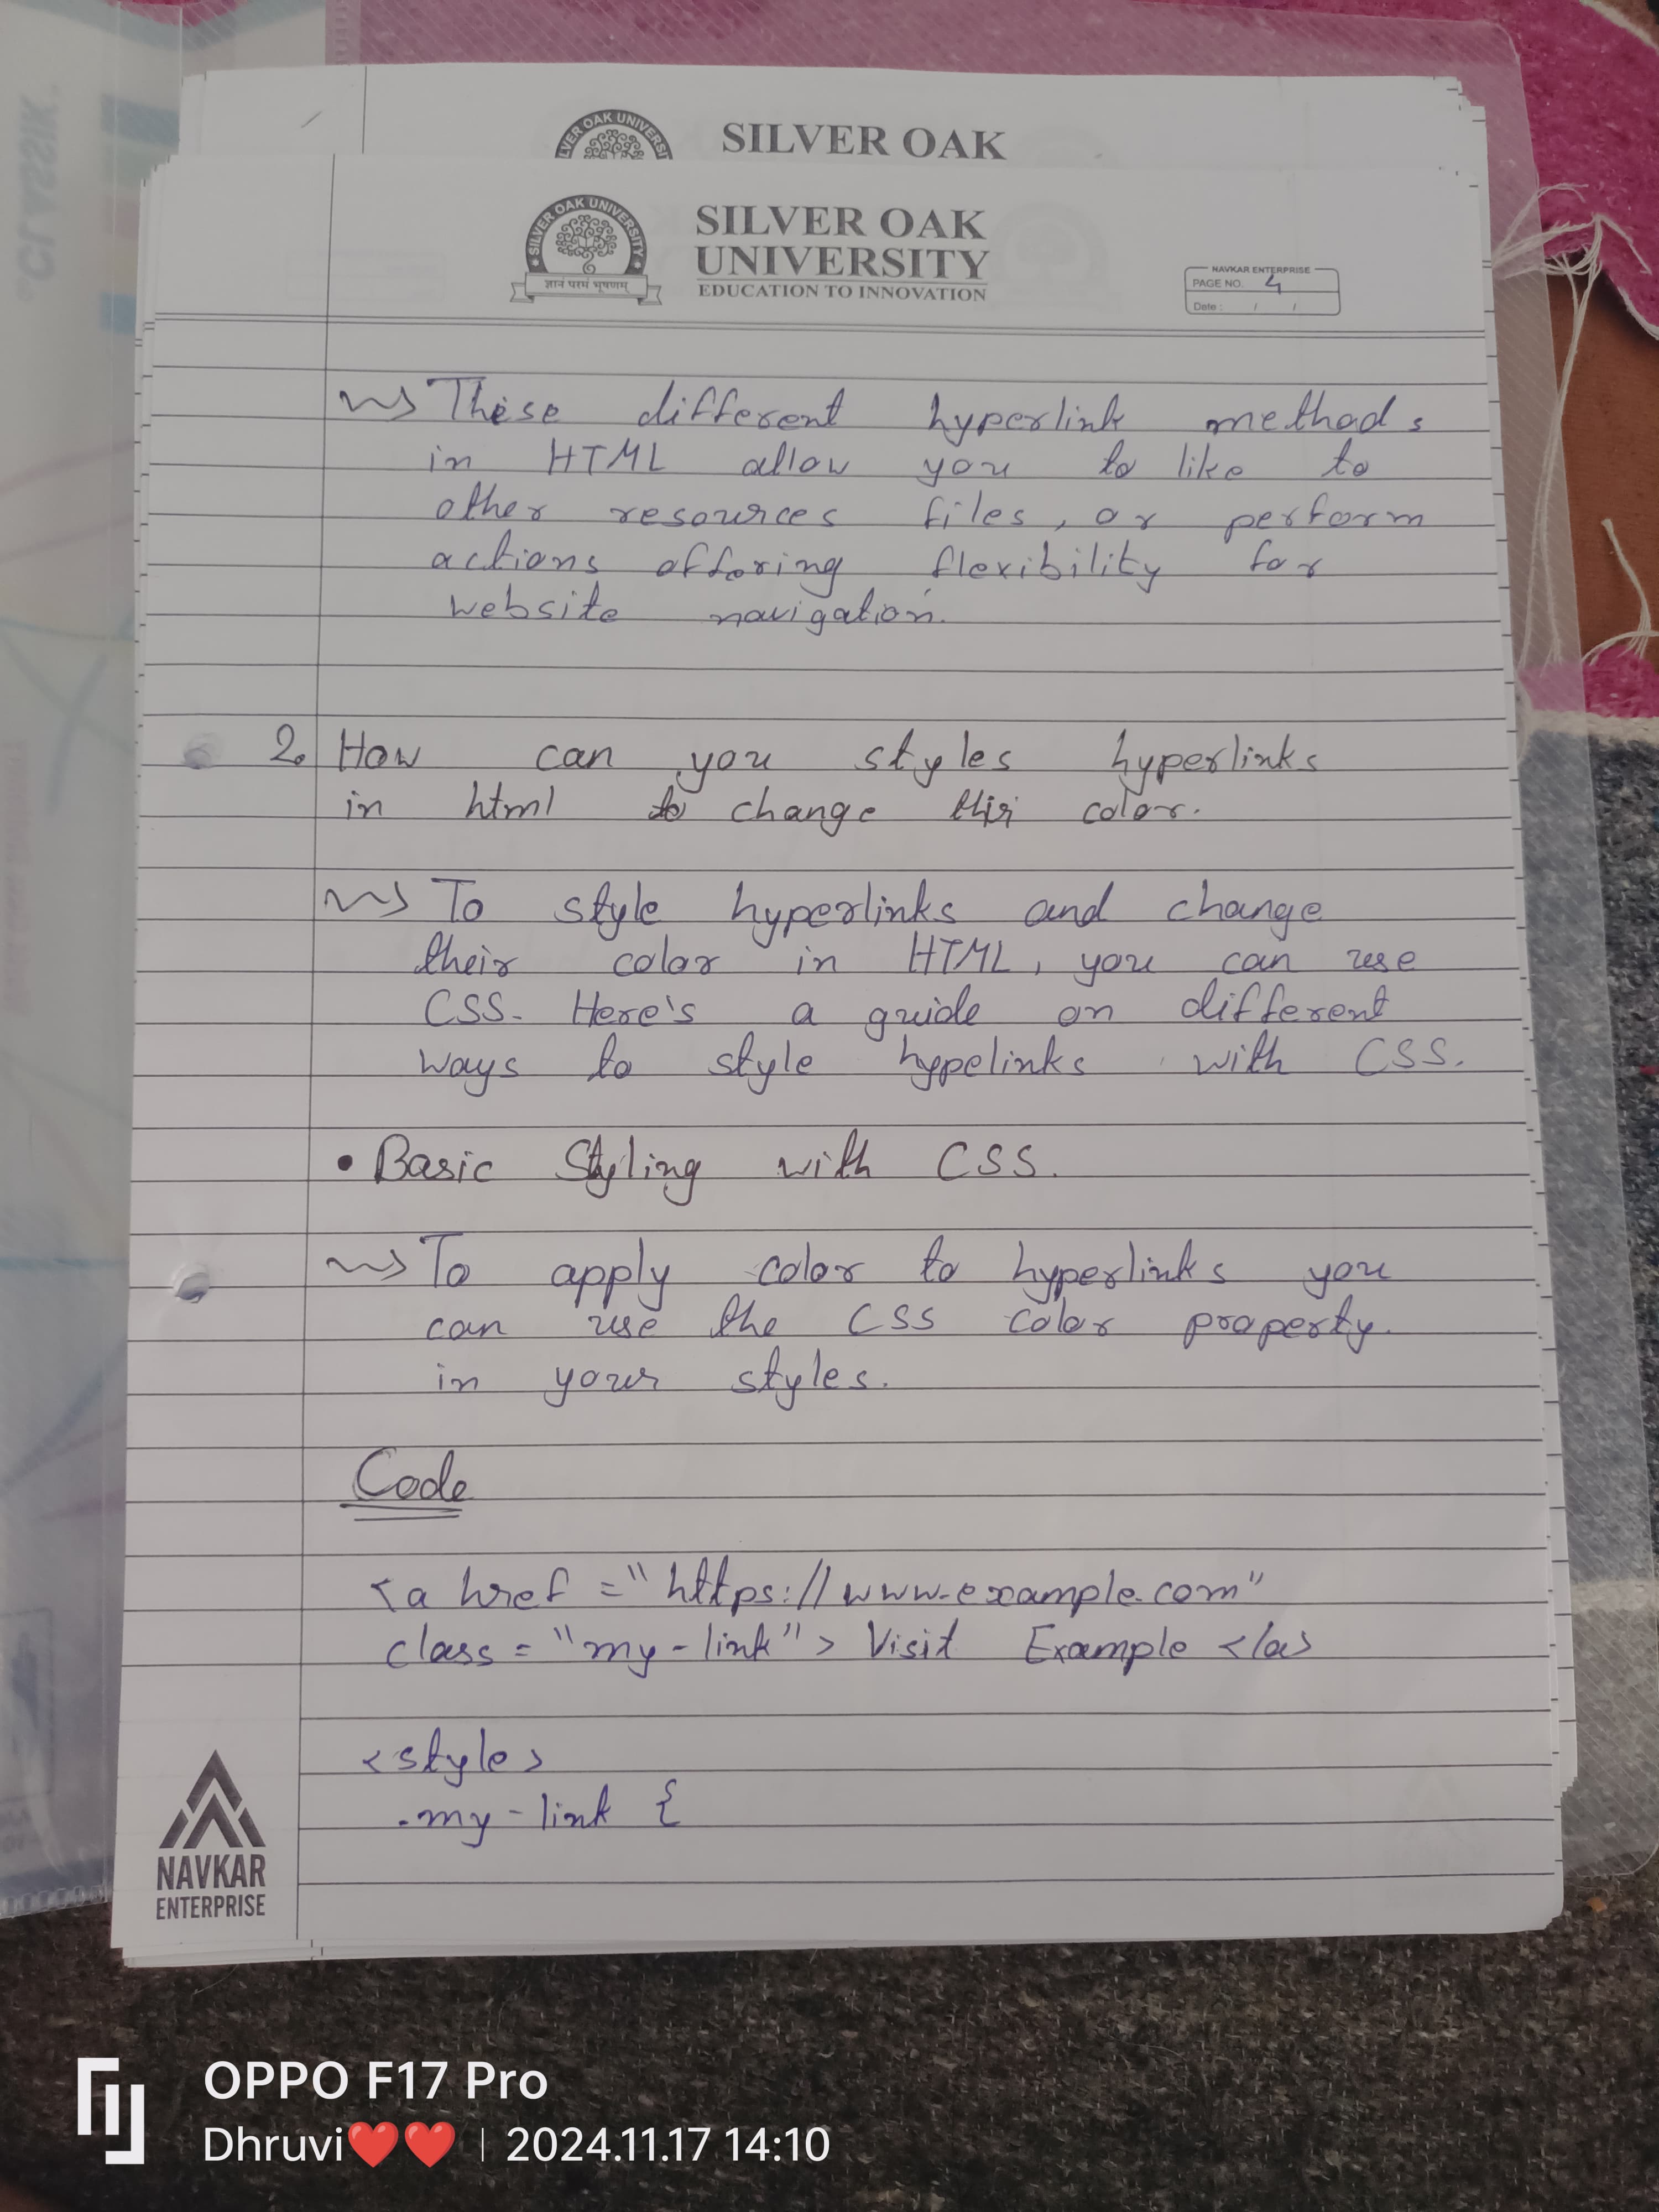 CLASSIK
LVER OAK UNIVERSI
SILVER OAK
SILVER OAK UNIVERSITY
ज्ञानं परमं भूषणम्
SILVER OAK
UNIVERSITY
EDUCATION TO INNOVATION
NAVKAR ENTERPRISE
PAGE NO. 4
Date : / /
These different hyperlink methods
in HTML allow you to like to
other resources files, or perform
actions offering flexibility for
website navigation.
2. How can you styles hyperlinks
in html to change thir color.
To style hyperlinks and change
their color in HTML, you can use
CSS. Here's a guide on different
ways to style hypelinks with CSS.
• Basic Styling with CSS.
To apply color to hyperlinks you
can use the CSS color property.
in your styles.
Code
<a href ="https://www.example.com"
class = "my-link"> Visit Example </a>
<style>
.my-link {
NAVKAR
ENTERPRISE
OPPO F17 Pro
Dhruvi❤️❤️ | 2024.11.17 14:10